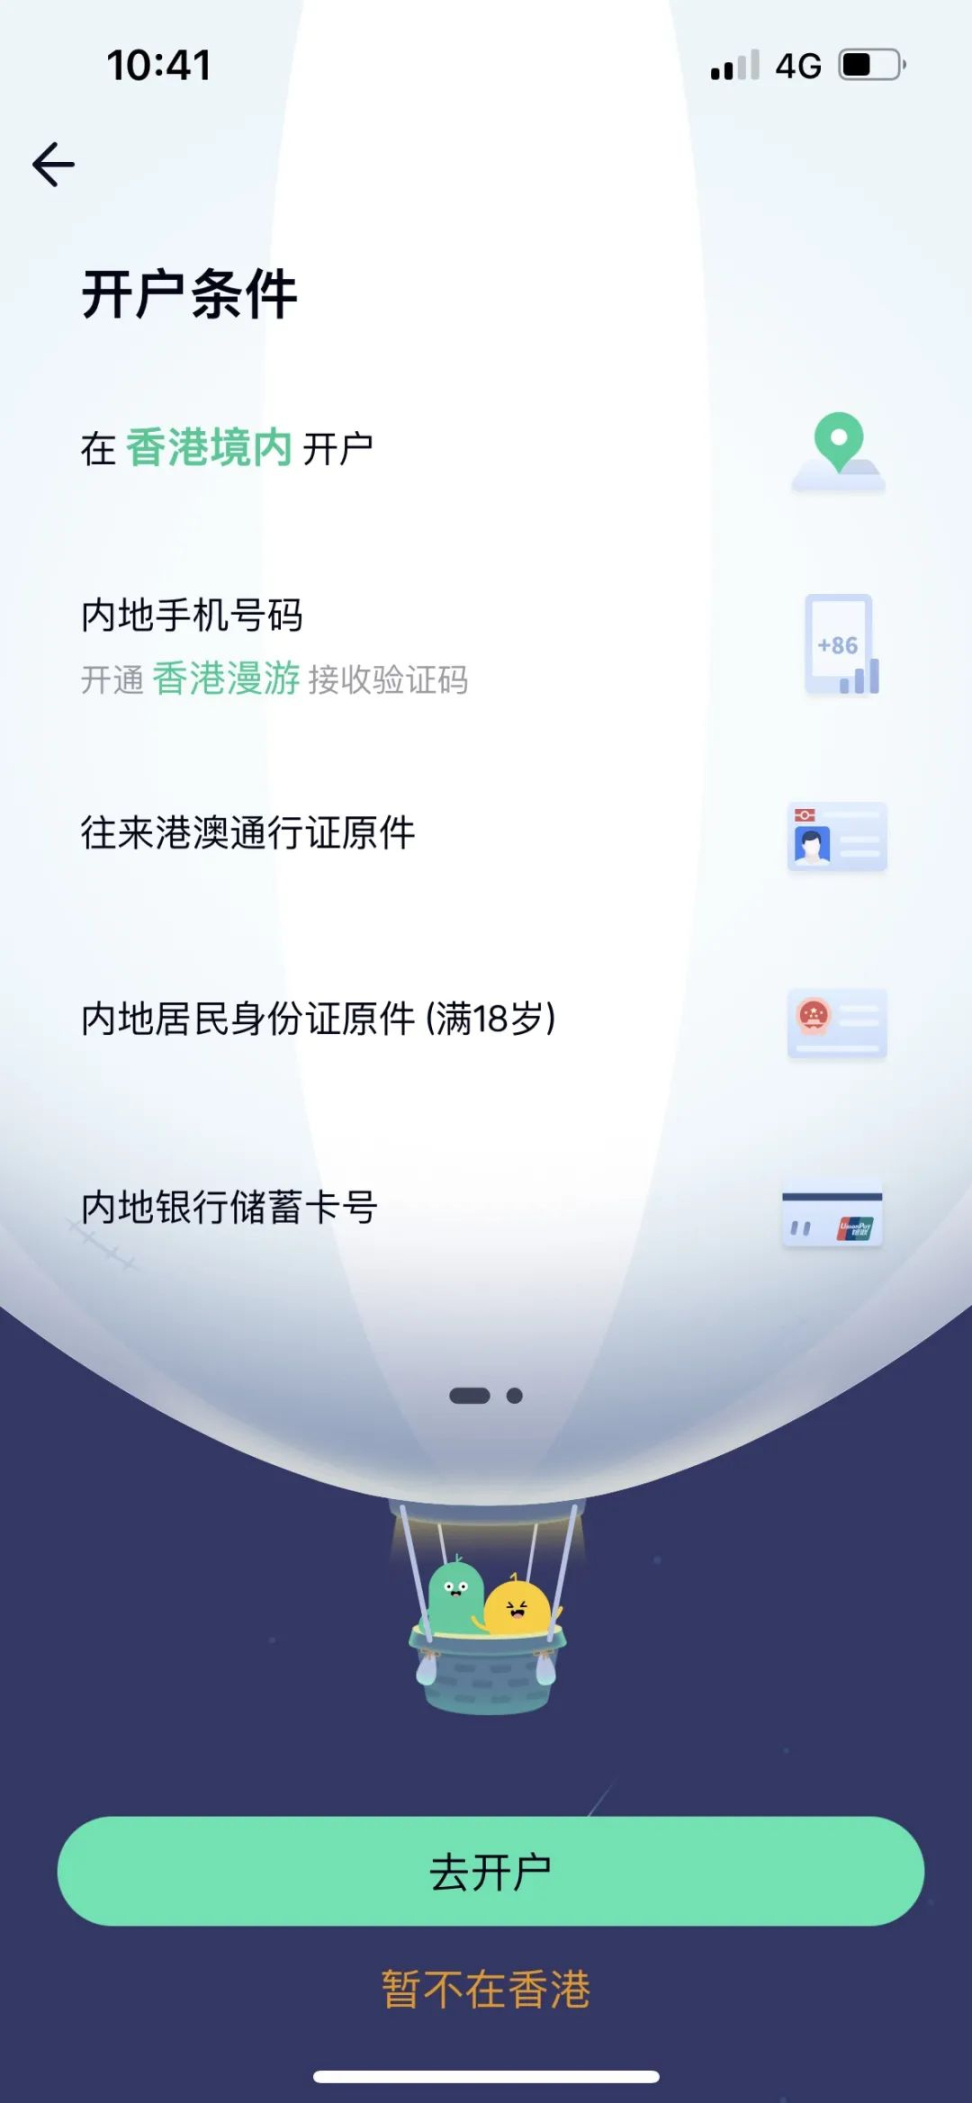 10:41 4G
开户条件
在 香港境内 开户
内地手机号码
+86
开通 香港漫游 接收验证码
往来港澳通行证原件
内地居民身份证原件 (满18岁)
内地银行储蓄卡号
UnionPay
银联
去开户
暂不在香港